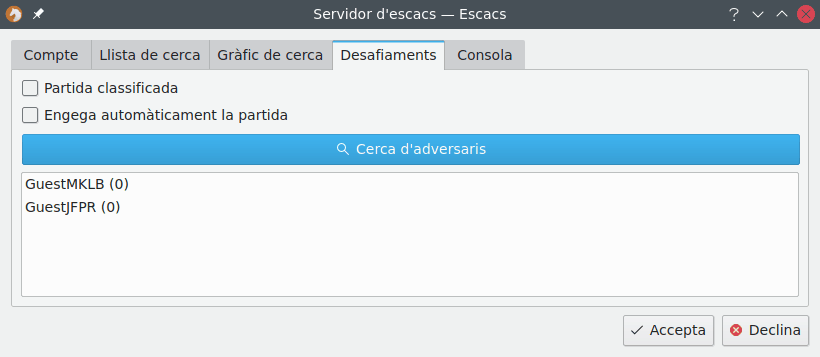 Servidor d'escacs — Escacs
Compte Llista de cerca Gràfic de cerca Desafiaments Consola
Partida classificada
Engega automàticament la partida
Cerca d'adversaris
GuestMKLB (0)
GuestJFPR (0)
Accepta Declina